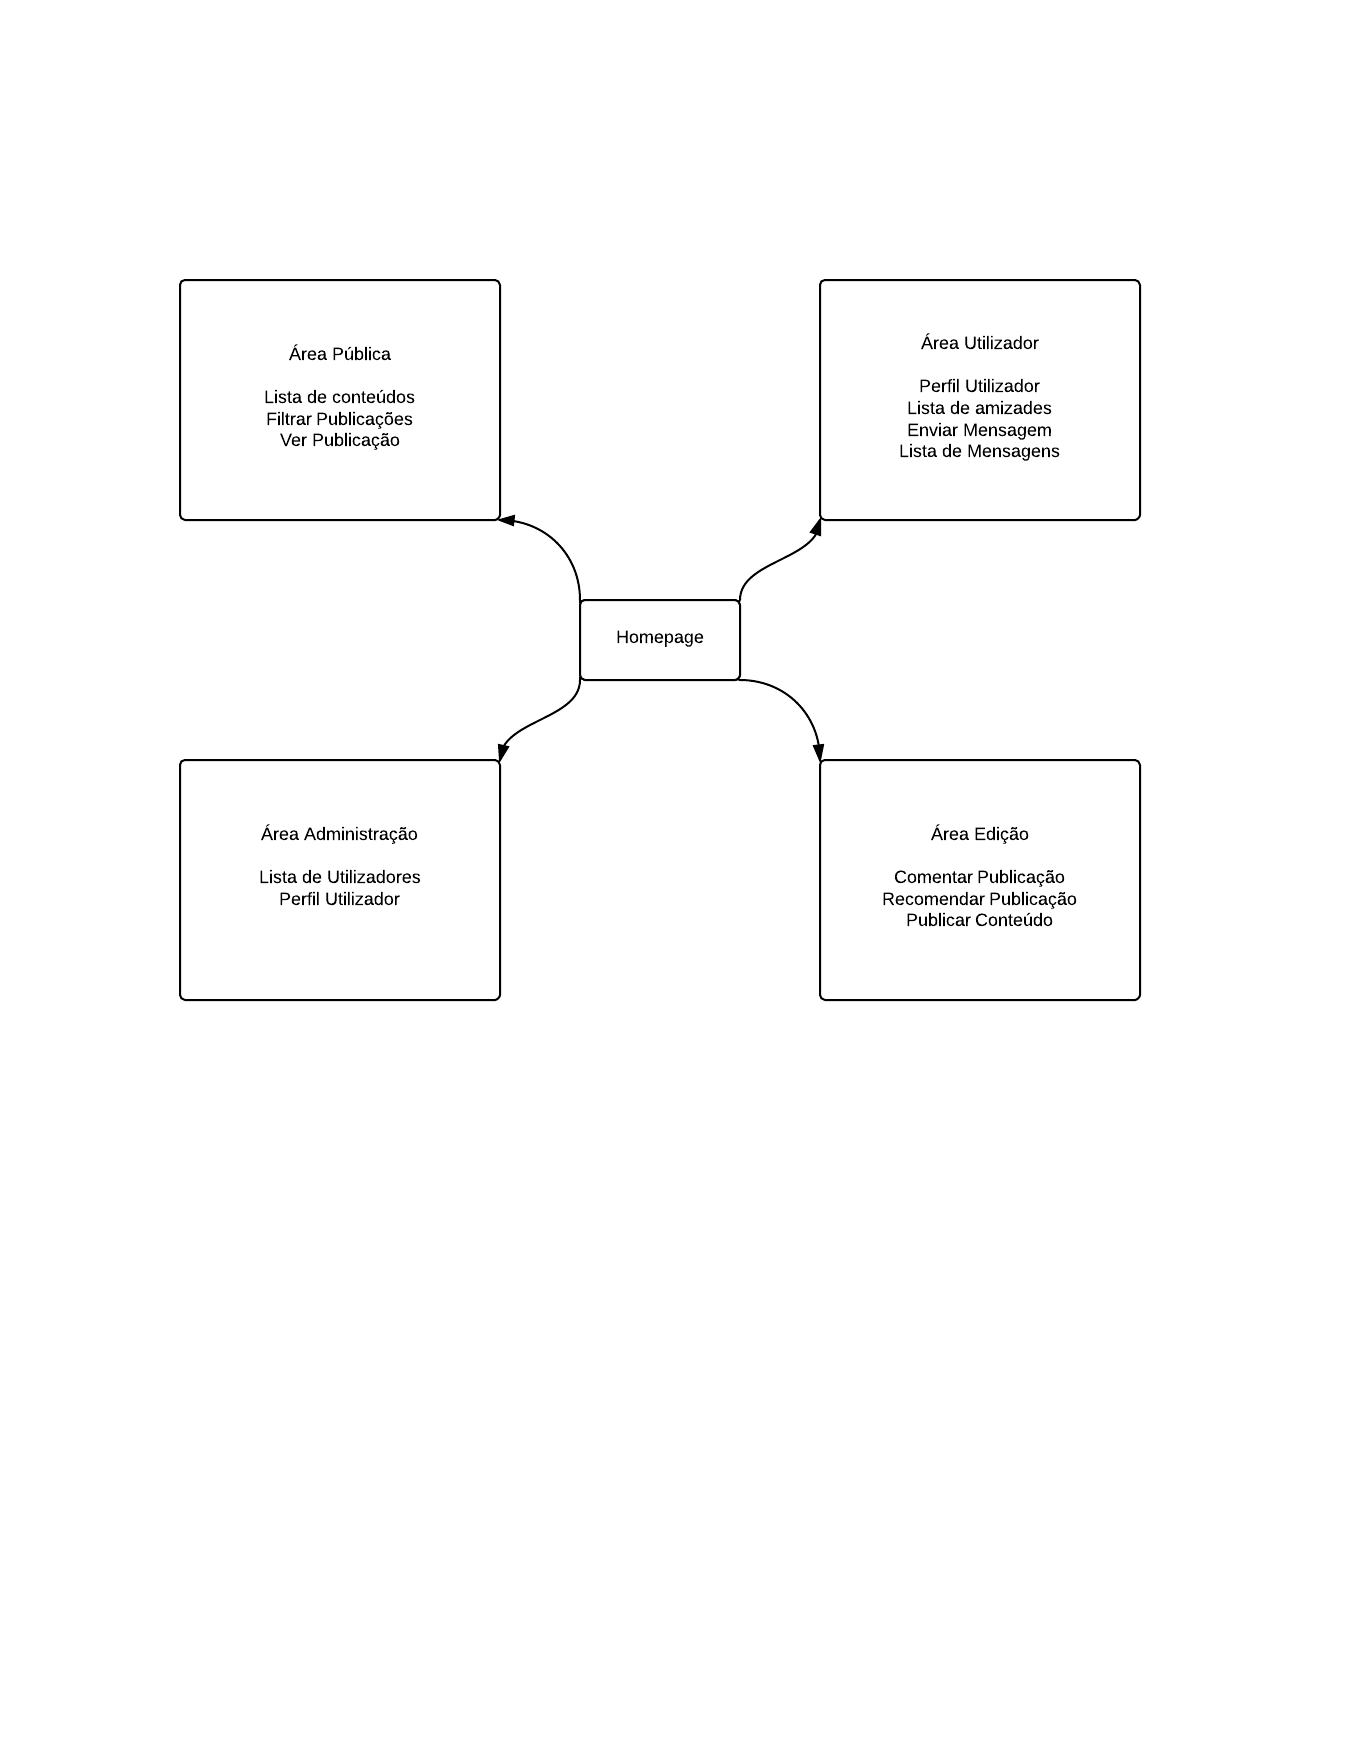 Área Pública
Lista de conteúdos
Filtrar Publicações
Ver Publicação
Área Utilizador
Perfil Utilizador
Lista de amizades
Enviar Mensagem
Lista de Mensagens
Homepage
Área Administração
Lista de Utilizadores
Perfil Utilizador
Área Edição
Comentar Publicação
Recomendar Publicação
Publicar Conteúdo